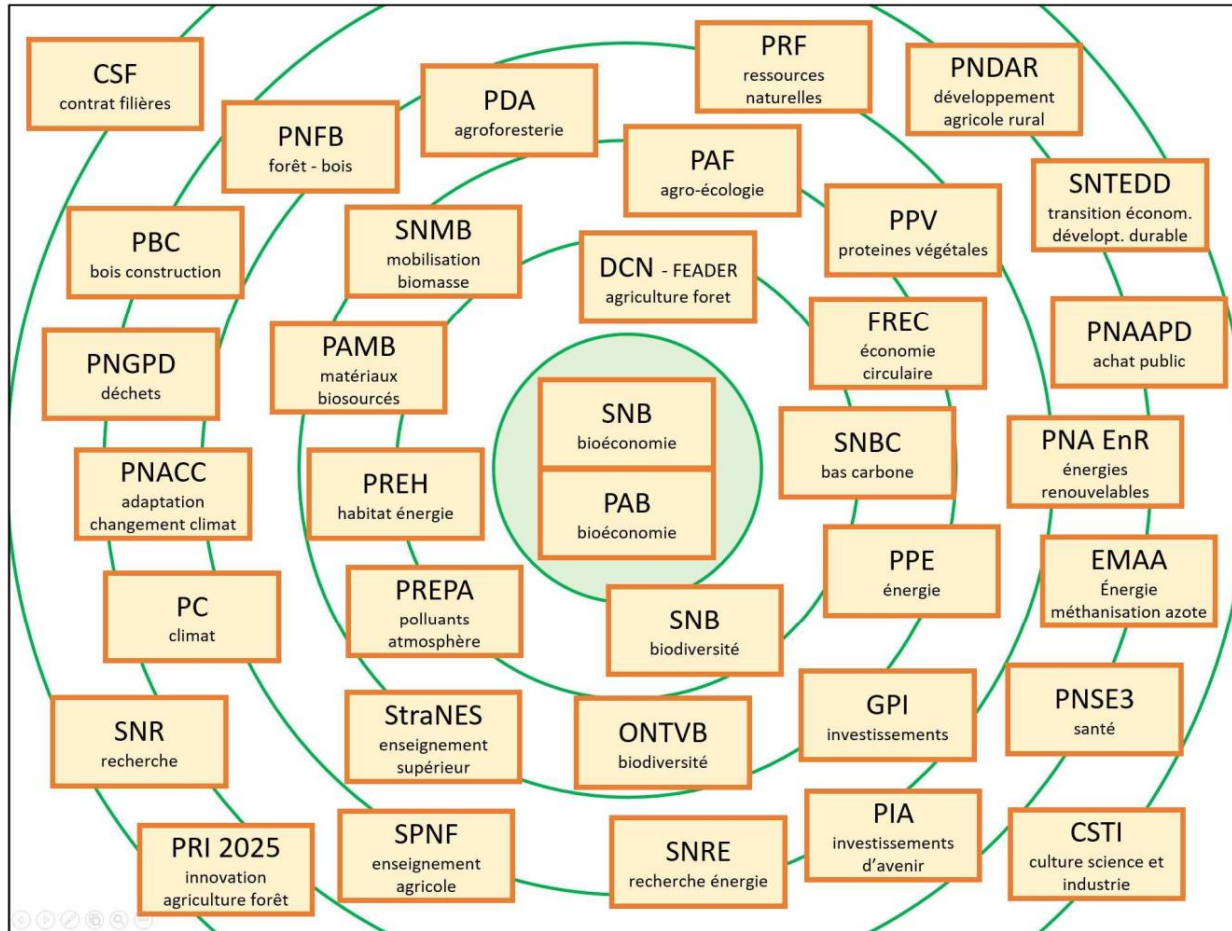 CSF
contrat filières
PRF
ressources
naturelles
PNDAR
développement
agricole rural
PDA
agroforesterie
PNFB
forêt - bois
PAF
agro-écologie
SNTEDD
transition économ.
dévelopt. durable
PBC
bois construction
SNMB
mobilisation
biomasse
PPV
proteines végétales
DCN - FEADER
agriculture foret
PNGPD
déchets
PAMB
matériaux
biosourcés
FREC
économie
circulaire
PNAAPD
achat public
SNB
bioéconomie
PNACC
adaptation
changement climat
PREH
habitat énergie
SNBC
bas carbone
PNA EnR
énergies
renouvelables
PAB
bioéconomie
PC
climat
PREPA
polluants
atmosphère
SNB
biodiversité
PPE
énergie
EMAA
Énergie
méthanisation azote
SNR
recherche
StraNES
enseignement
supérieur
ONTVB
biodiversité
GPI
investissements
PNSE3
santé
PRI 2025
innovation
agriculture forêt
SPNF
enseignement
agricole
SNRE
recherche énergie
PIA
investissements
d'avenir
CSTI
culture science et
industrie